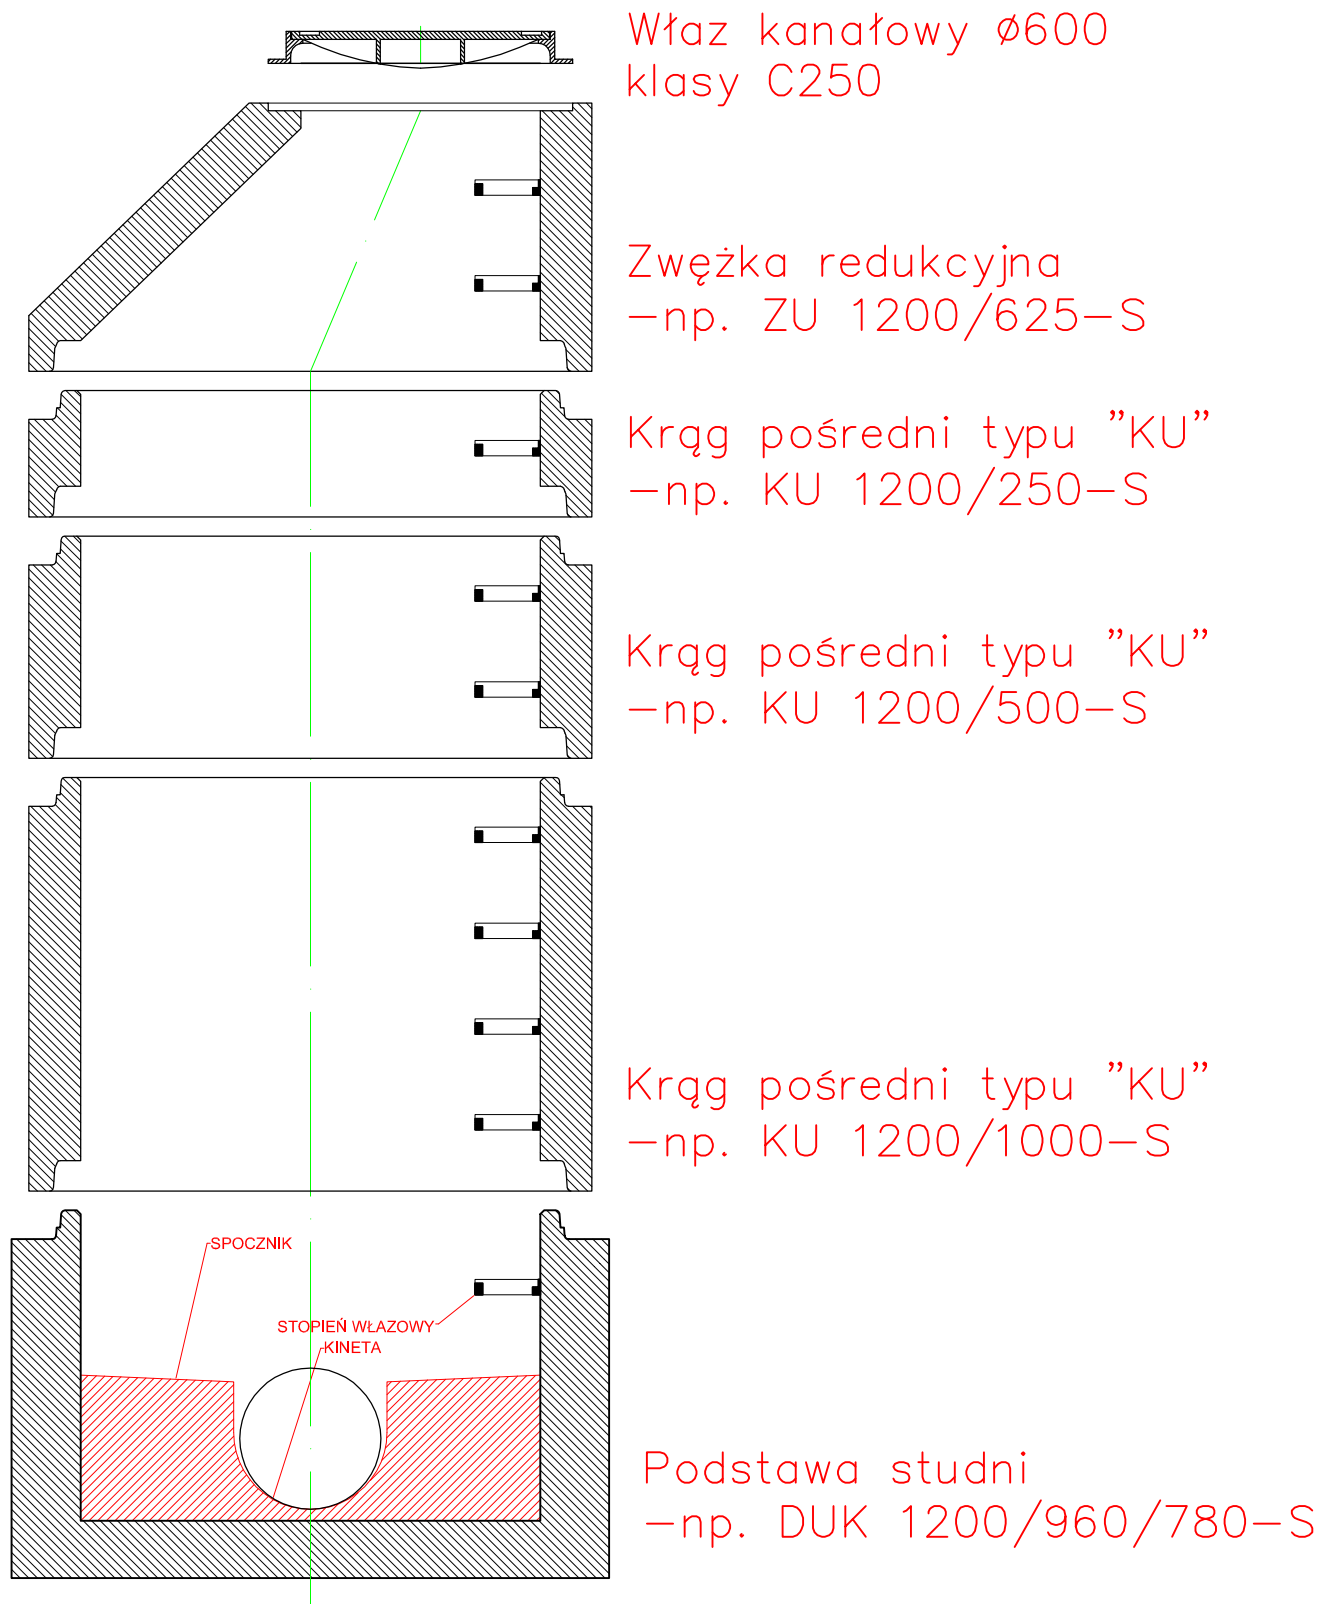 Właz kanałowy ø600
klasy C250
Zwężka redukcyjna
-np. ZU 1200/625-S
Krąg pośredni typu ”KU”
-np. KU 1200/250-S
Krąg pośredni typu ”KU”
-np. KU 1200/500-S
Krąg pośredni typu ”KU”
-np. KU 1200/1000-S
SPOCZNIK
STOPIEŃ WŁAZOWY
KINETA
Podstawa studni
-np. DUK 1200/960/780-S